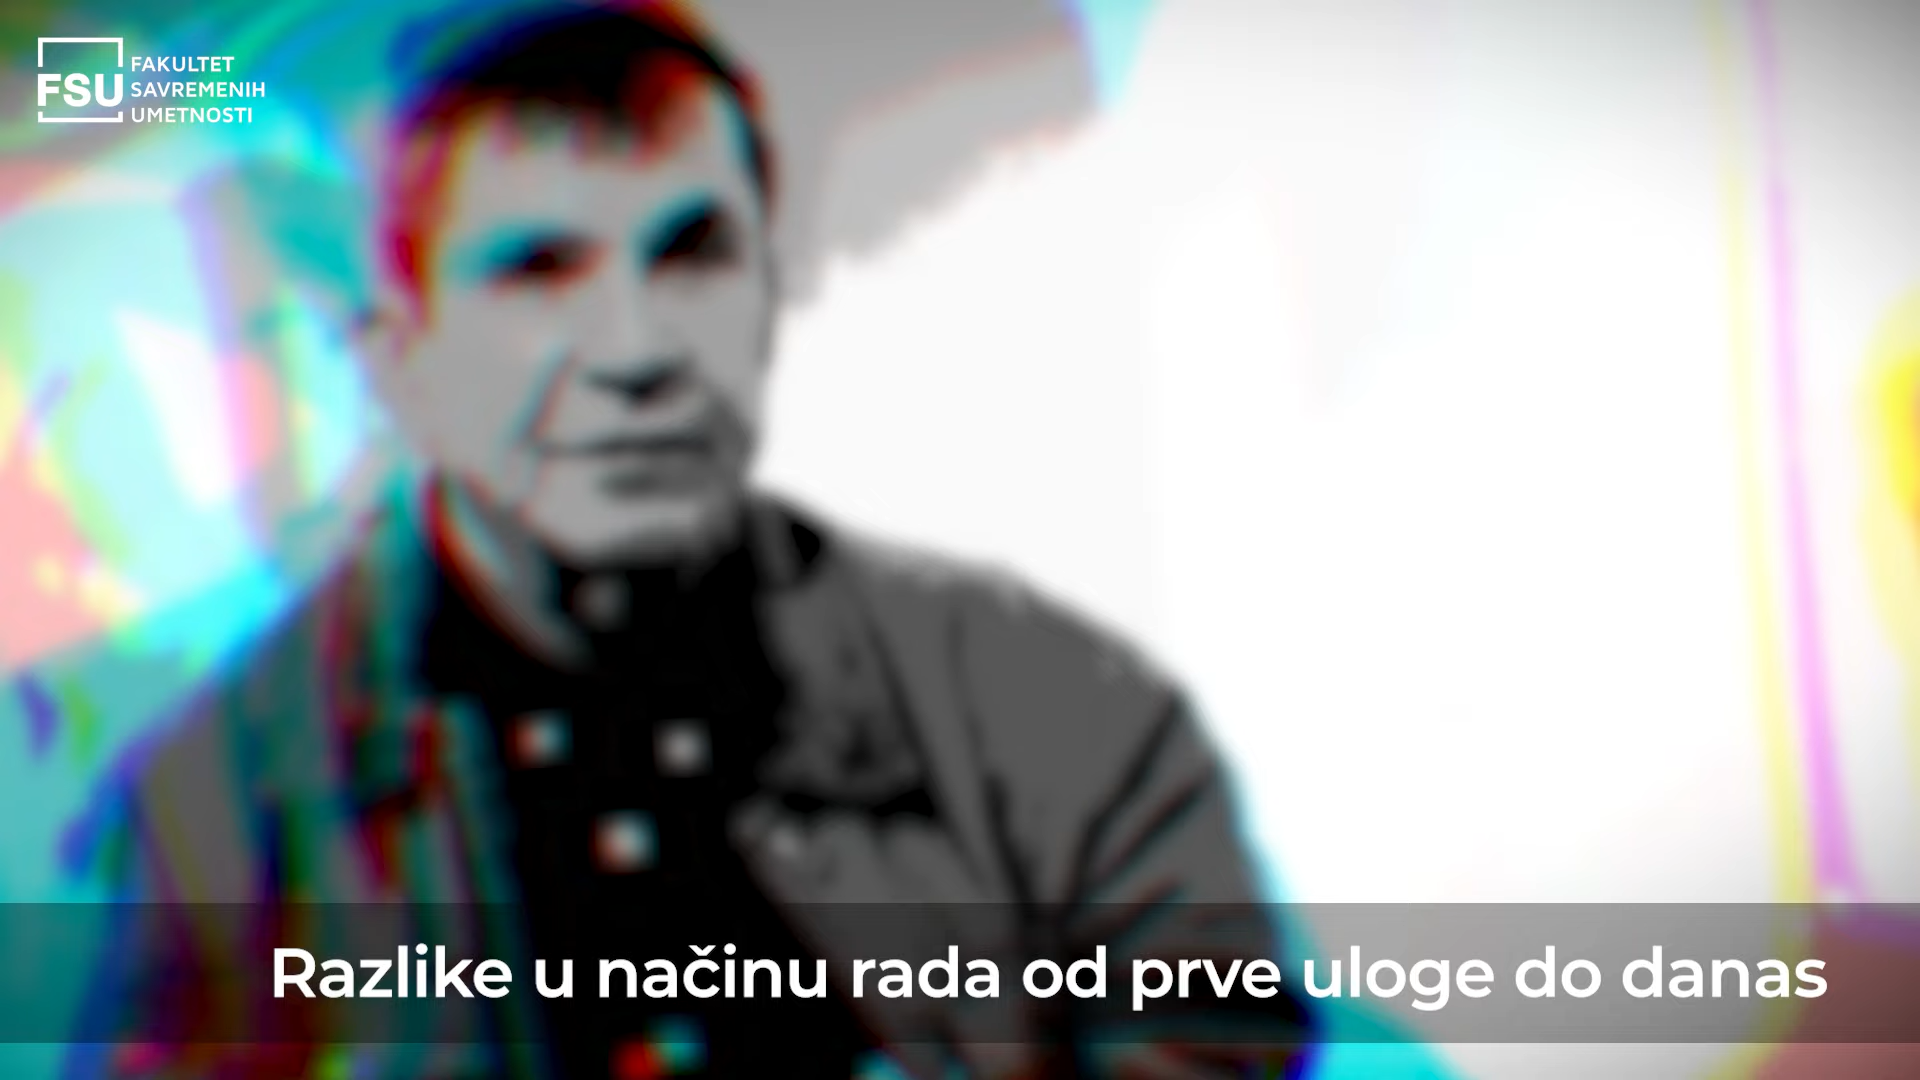 FSU
FAKULTET
SAVREMENIH
UMETNOSTI
Razlike u načinu rada od prve uloge do danas